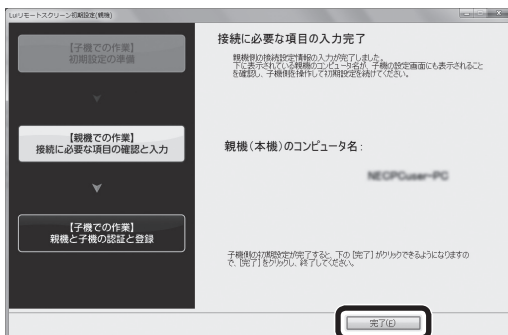 Luiリモートスクリーン初期設定(親機)
【子機での作業】
初期設定の準備
【親機での作業】
接続に必要な項目の確認と入力
【子機での作業】
親機と子機の認証と登録
接続に必要な項目の入力完了
親機側の接続設定情報の入力が完了しました。
下に表示されている親機のコンピュータ名が、子機の設定画面にも表示されること
を確認し、子機側を操作して初期設定を続けてください。
親機(本機)のコンピュータ名:
NECPCuser-PC
子機側の初期設定が完了すると、下の [完了] がクリックできるようになりますの
で、[完了] をクリックし、終了してください。
完了(E)